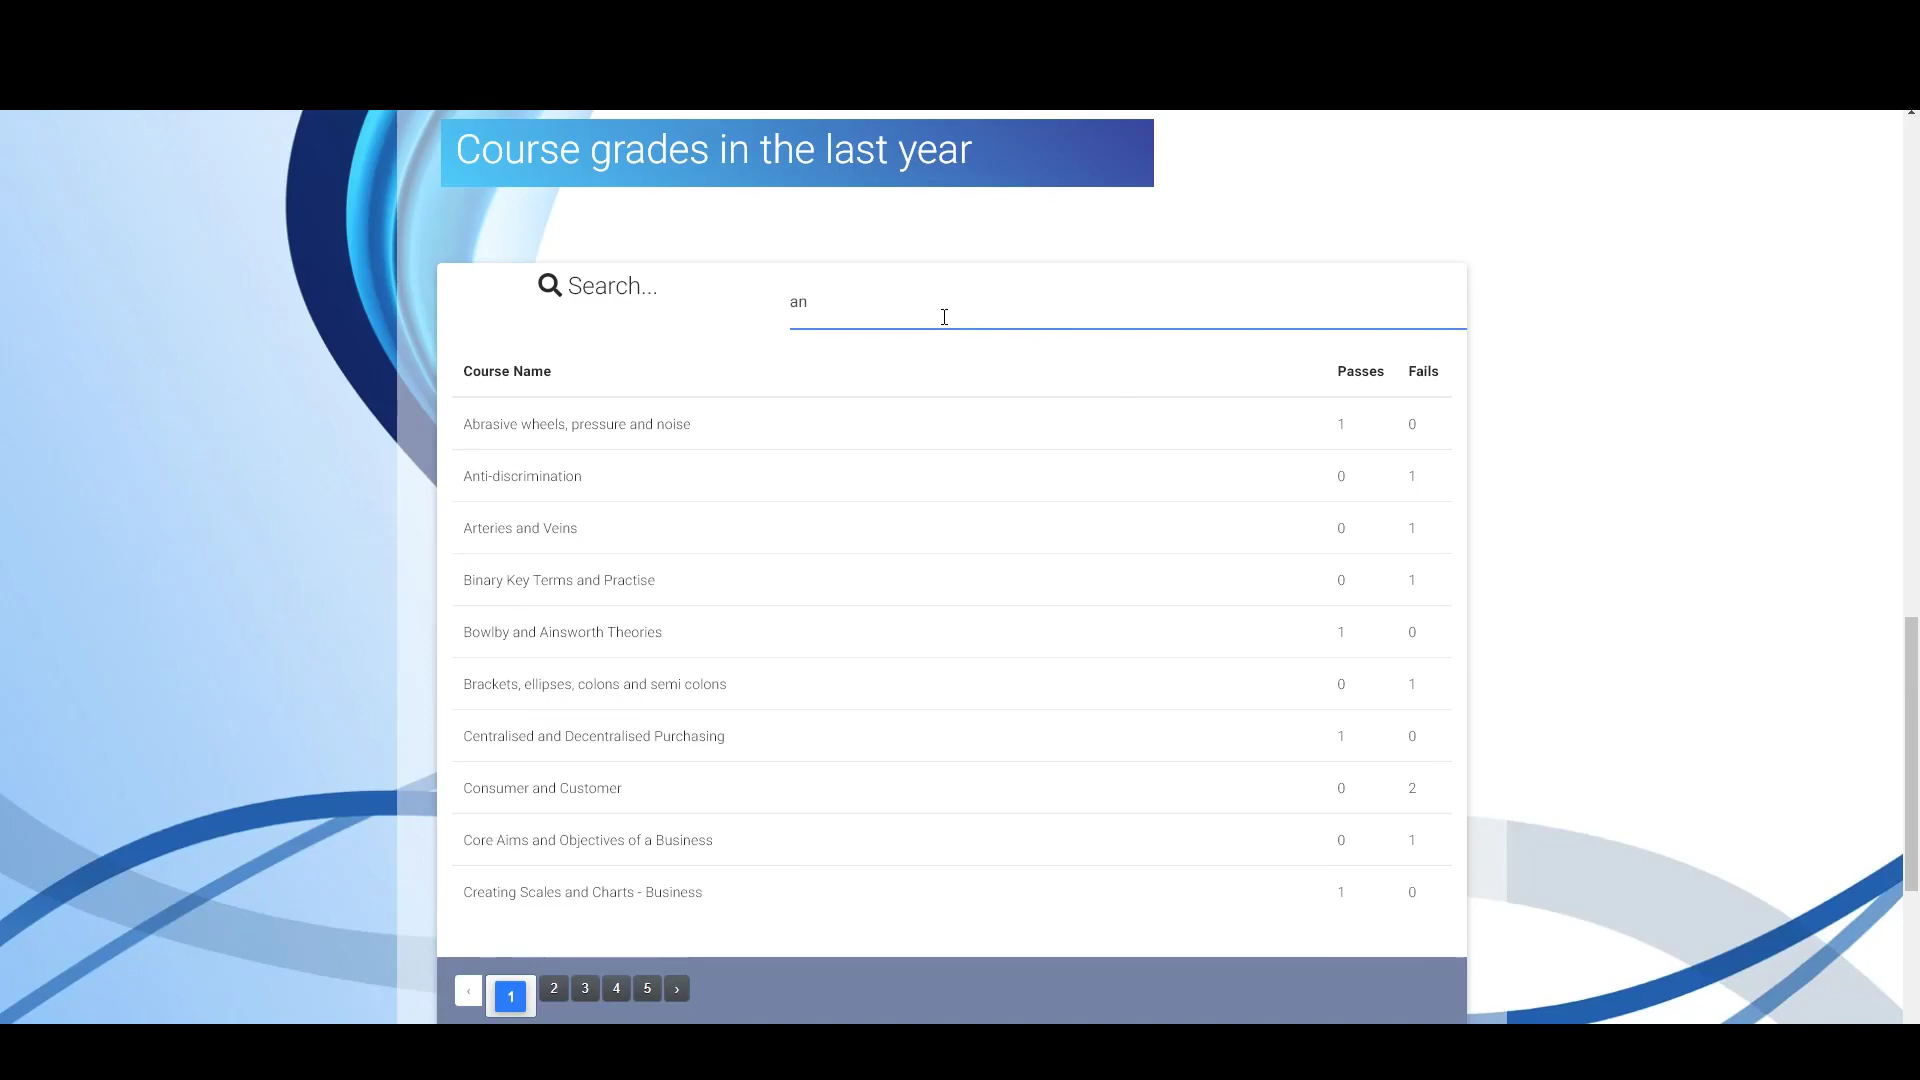 Course grades in the last year
Search...
an
Course Name Passes Fails
Abrasive wheels, pressure and noise 1 0
Anti-discrimination 0 1
Arteries and Veins 0 1
Binary Key Terms and Practise 0 1
Bowlby and Ainsworth Theories 1 0
Brackets, ellipses, colons and semi colons 0 1
Centralised and Decentralised Purchasing 1 0
Consumer and Customer 0 2
Core Aims and Objectives of a Business 0 1
Creating Scales and Charts - Business 1 0
‹ 1 2 3 4 5 ›